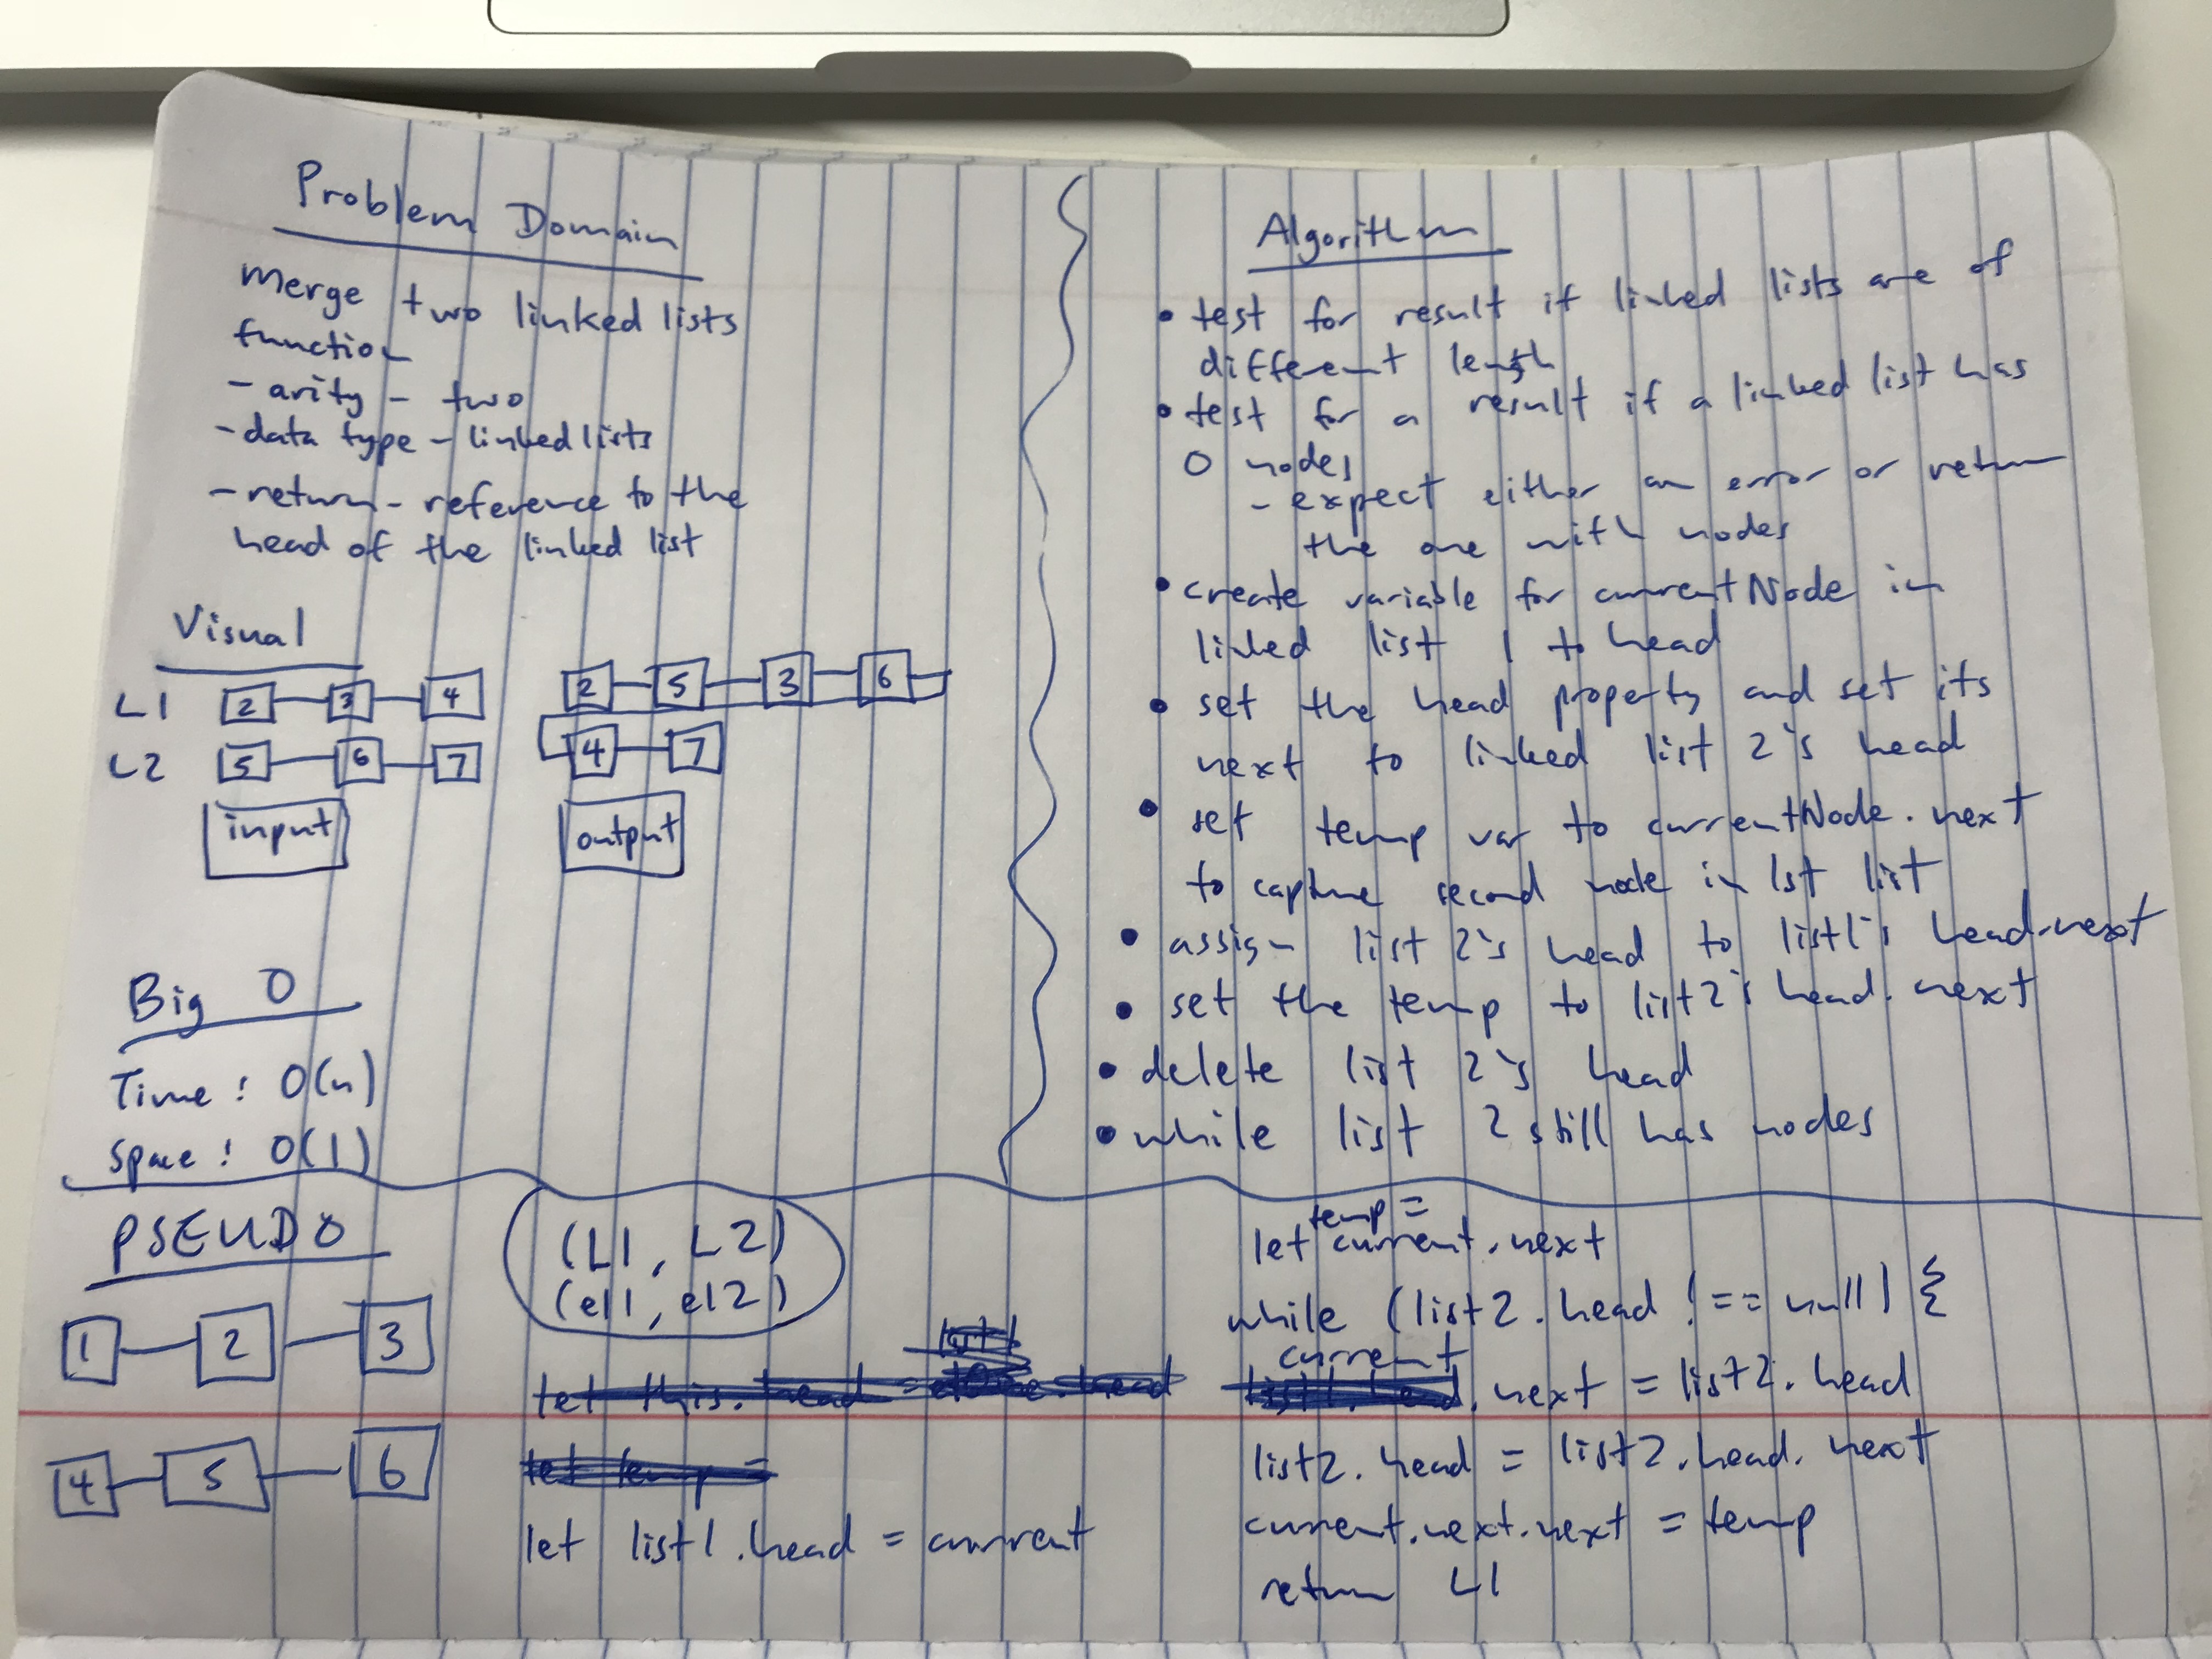 Problem Domain
Merge two linked lists
function
- arity - two
- data type - linked lists
- return - reference to the
head of the linked list
Visual
L1 2 3 4
L2 5 6 7
input
2 5 3 6
4 7
output
Big O
Time : O(n)
Space : O(1)
Algorithm
• test for result if linked lists are of
different length
• test for a result if a linked list has
0 nodes
- expect either an error or return
the one with nodes
• create variable for currentNode in
linked list 1 to head
• set the head property and set its
next to linked list 2's head
• set temp var to currentNode.next
to capture second node in 1st list
• assign list 2's head to list1's head.next
• set the temp to list2's head.next
• delete list 2's head
• while list 2 still has nodes
PSEUDO
1 2 3
4 5 6
(L1, L2)
(el1, el2)
let this.head =
let list1.head = current
let temp = current.next
while (list2.head !== null) {
current.next = list2.head
list2.head = list2.head.next
current.next.next = temp
return L1